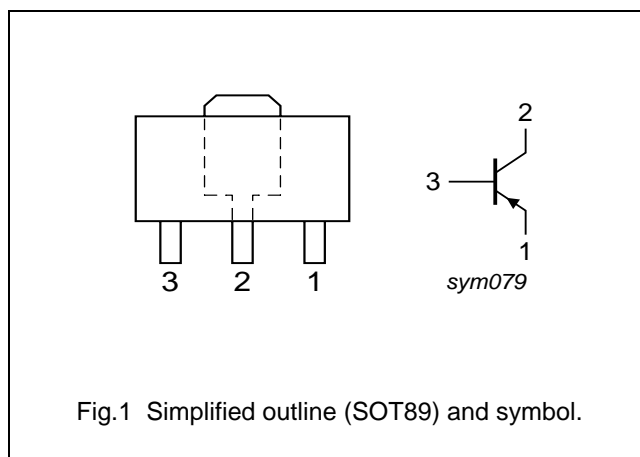 2
3
1
3 2 1
sym079
Fig.1 Simplified outline (SOT89) and symbol.